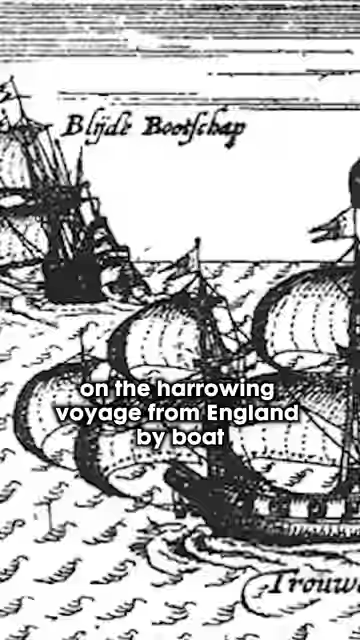 Blijde Bootschap
on the harrowing
voyage from England
by boat
Trouw